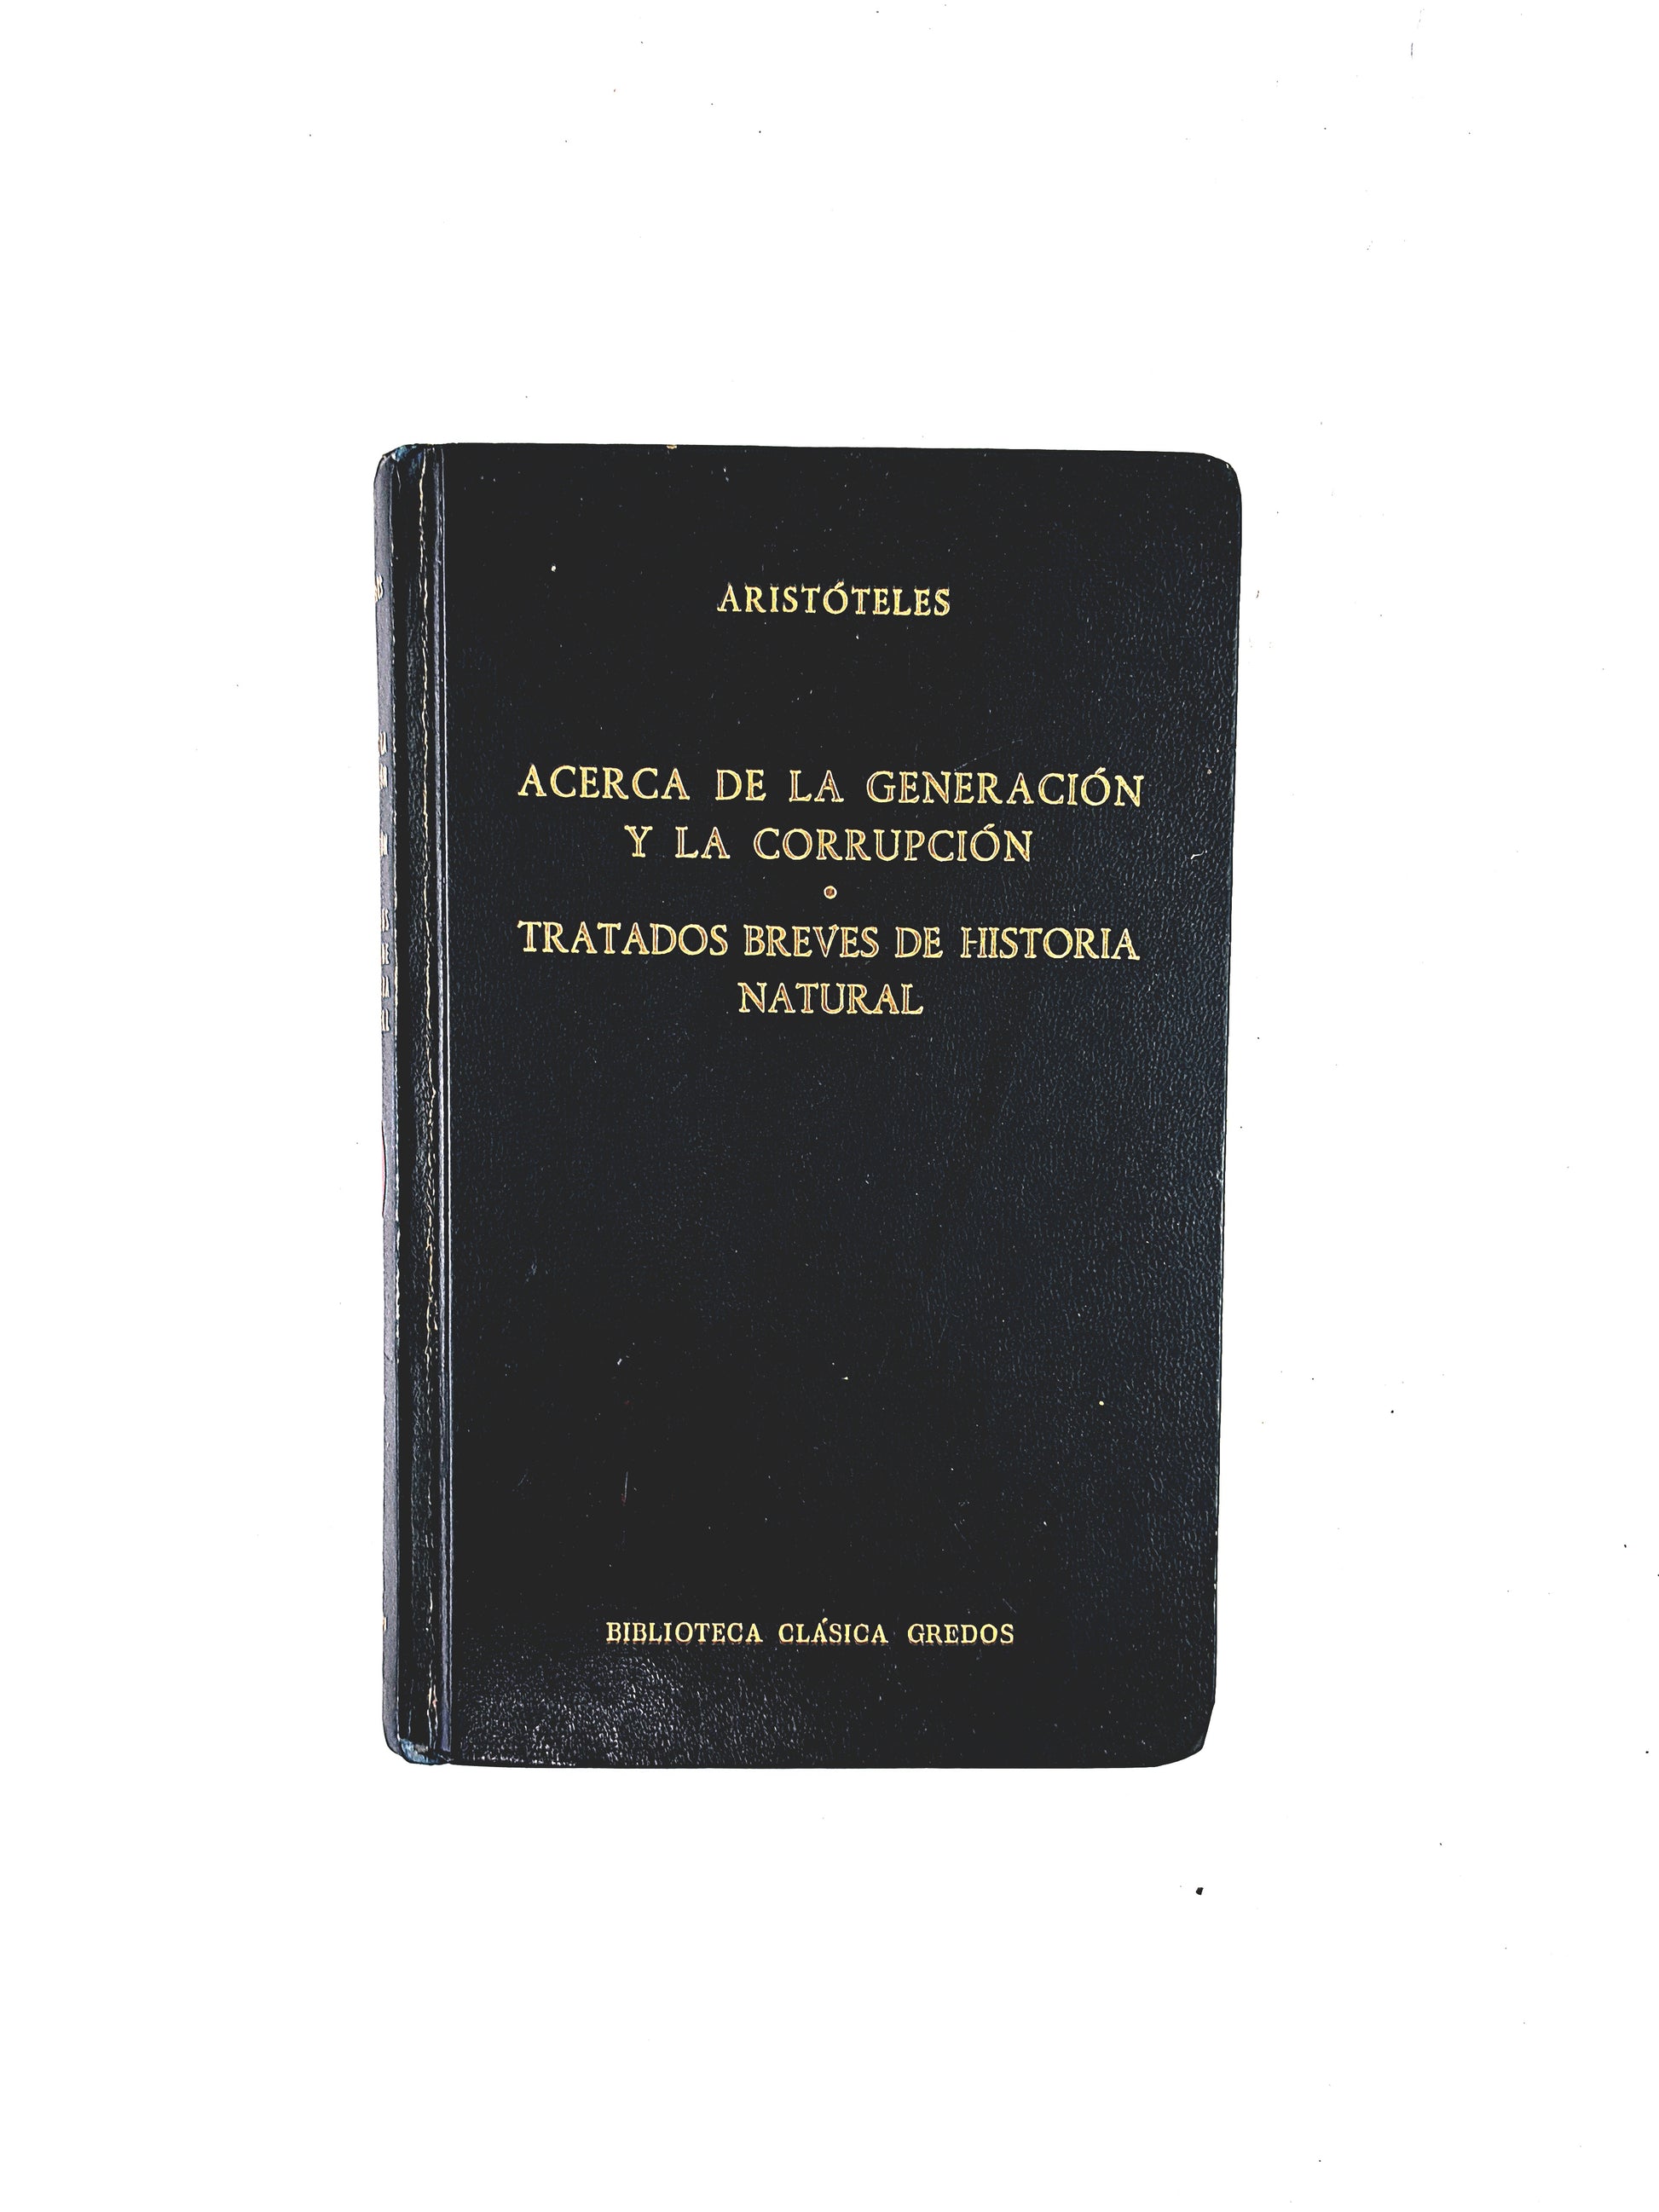 ARISTÓTELES
ACERCA DE LA GENERACIÓN
Y LA CORRUPCIÓN
TRATADOS BREVES DE HISTORIA
NATURAL
BIBLIOTECA CLÁSICA GREDOS